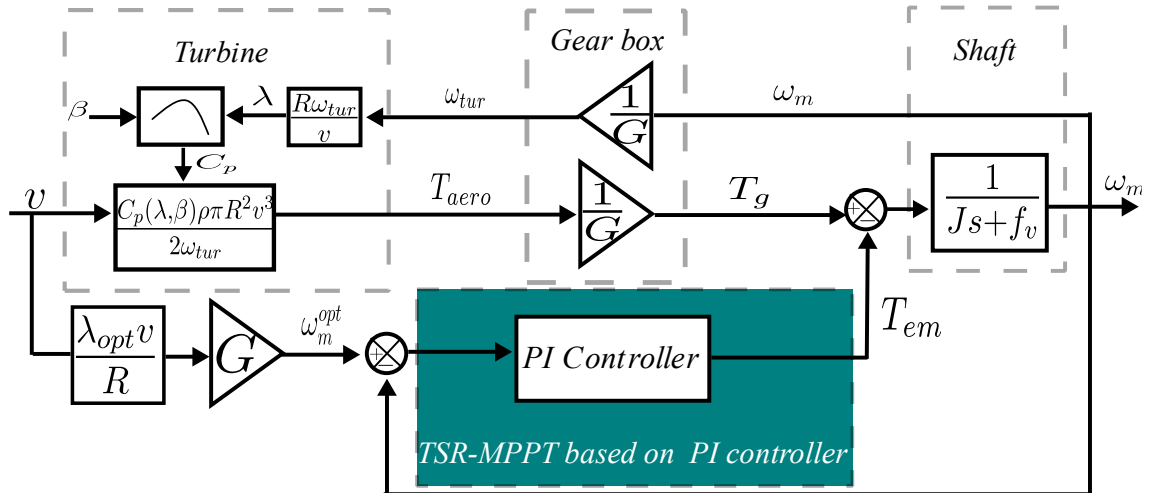 Turbine
Gear box
Shaft
β
λ
Rω_tur
v
ω_tur
1
G
ω_m
C_p
v
C_p(λ,β)ρπR²v³
2ω_tur
T_aero
1
G
T_g
+
−
1
Js+f_v
ω_m
λ_opt v
R
G
ω_m^opt
+
−
PI Controller
T_em
TSR-MPPT based on PI controller